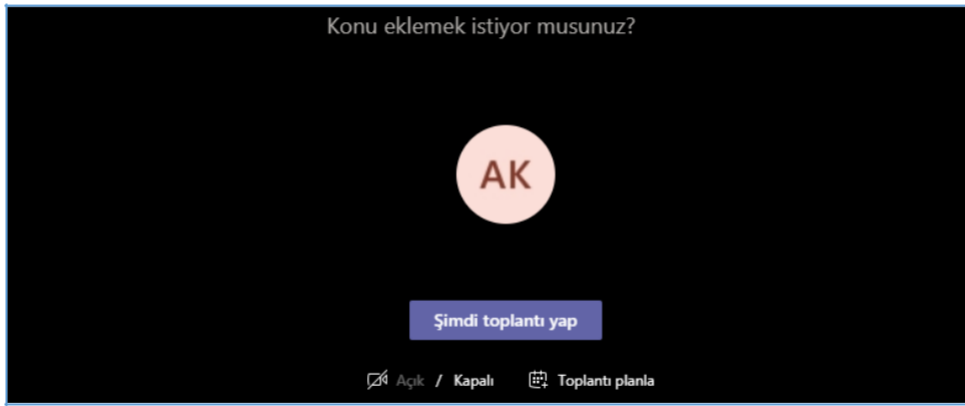 Konu eklemek istiyor musunuz?
AK
Şimdi toplantı yap
Açık / Kapalı Toplantı planla